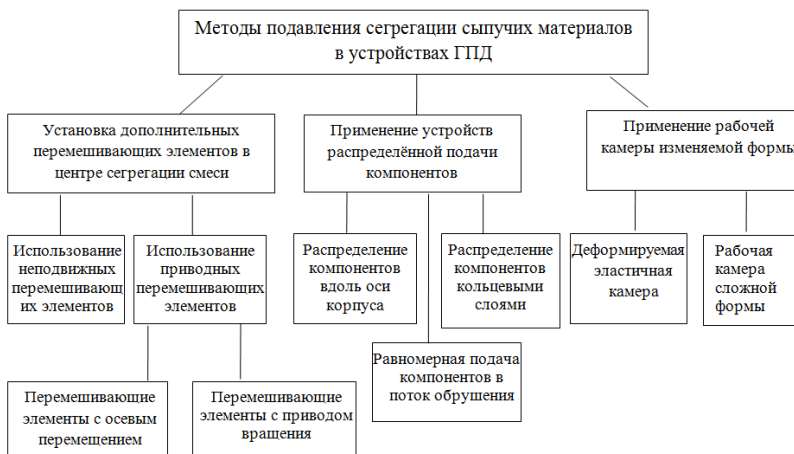 Методы подавления сегрегации сыпучих материалов
в устройствах ГПД
Установка дополнительных
перемешивающих элементов в
центре сегрегации смеси
Применение устройств
распределённой подачи
компонентов
Применение рабочей
камеры изменяемой формы
Использование
неподвижных
перемешивающ
их элементов
Использование
приводных
перемешивающих
элементов
Распределение
компонентов
вдоль оси
корпуса
Распределение
компонентов
кольцевыми
слоями
Деформируемая
эластичная
камера
Рабочая
камера
сложной
формы
Равномерная подача
компонентов в
поток обрушения
Перемешивающие
элементы с осевым
перемещением
Перемешивающие
элементы с приводом
вращения